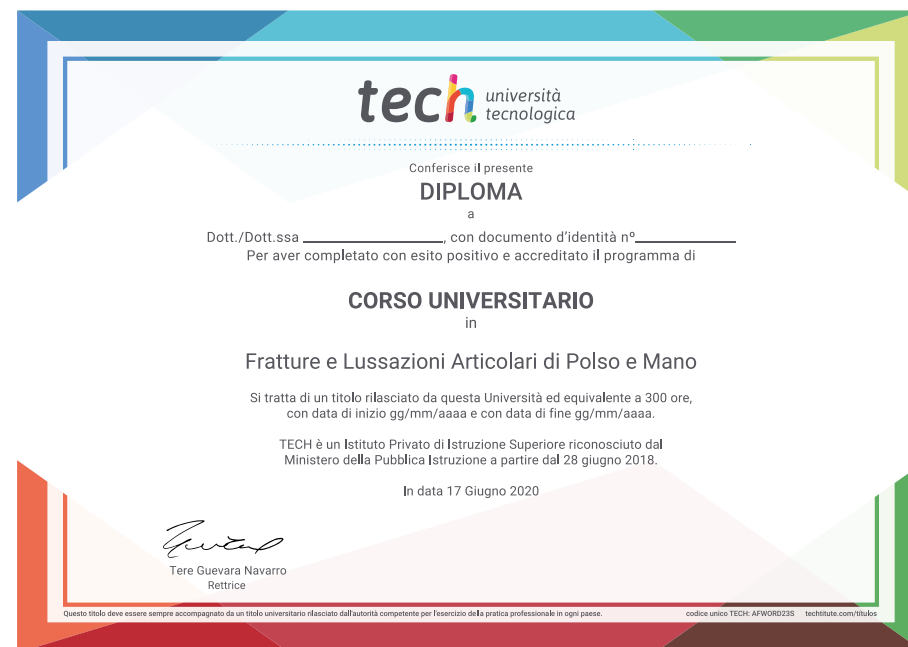 tech università
tecnologica
Conferisce il presente
DIPLOMA
a
Dott./Dott.ssa ____________________, con documento d'identità nº______________
Per aver completato con esito positivo e accreditato il programma di
CORSO UNIVERSITARIO
in
Fratture e Lussazioni Articolari di Polso e Mano
Si tratta di un titolo rilasciato da questa Università ed equivalente a 300 ore,
con data di inizio gg/mm/aaaa e con data di fine gg/mm/aaaa.
TECH è un Istituto Privato di Istruzione Superiore riconosciuto dal
Ministero della Pubblica Istruzione a partire dal 28 giugno 2018.
In data 17 Giugno 2020
Tere Guevara Navarro
Rettrice
Questo titolo deve essere sempre accompagnato da un titolo universitario rilasciato dall'autorità competente per l'esercizio della pratica professionale in ogni paese. codice unico TECH: AFWORD23S techtitute.com/titulos